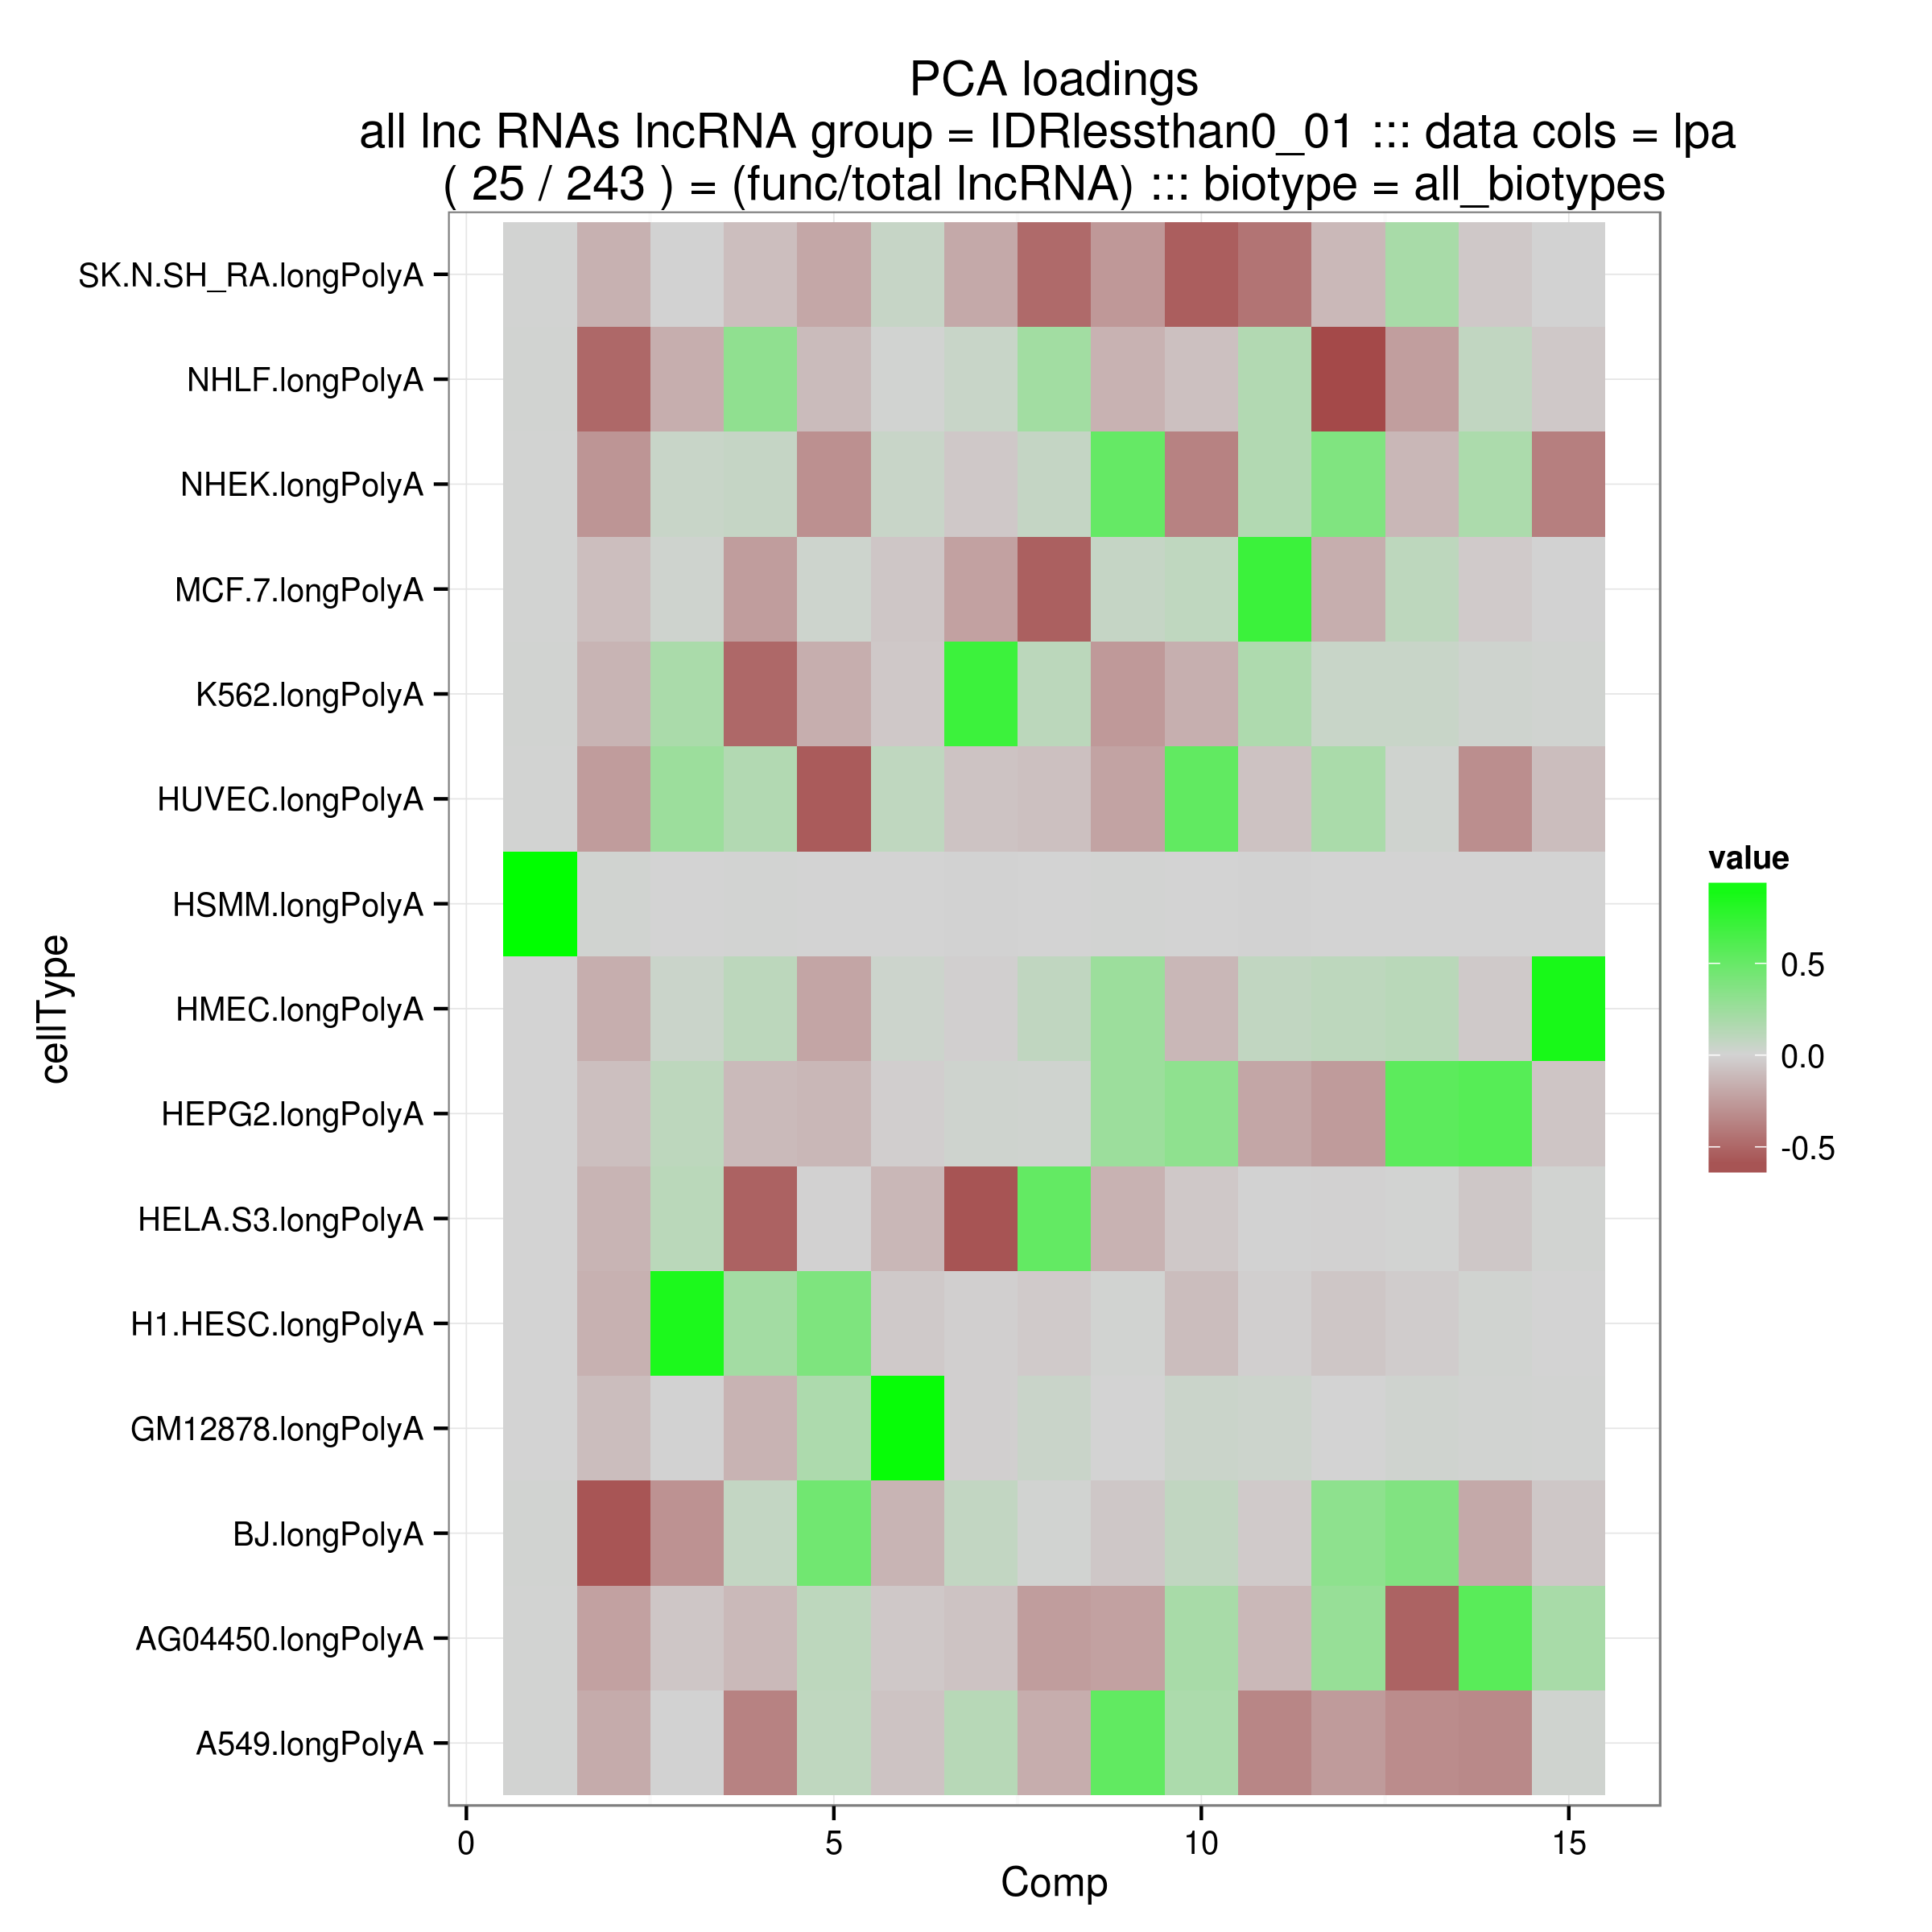 PCA loadings
all lnc RNAs lncRNA group = IDRlessthan0_01 ::: data cols = lpa
( 25 / 243 ) = (func/total lncRNA) ::: biotype = all_biotypes
cellType
SK.N.SH_RA.longPolyA
NHLF.longPolyA
NHEK.longPolyA
MCF.7.longPolyA
K562.longPolyA
HUVEC.longPolyA
HSMM.longPolyA
HMEC.longPolyA
HEPG2.longPolyA
HELA.S3.longPolyA
H1.HESC.longPolyA
GM12878.longPolyA
BJ.longPolyA
AG04450.longPolyA
A549.longPolyA
0 5 10 15
Comp
value
0.5
0.0
-0.5